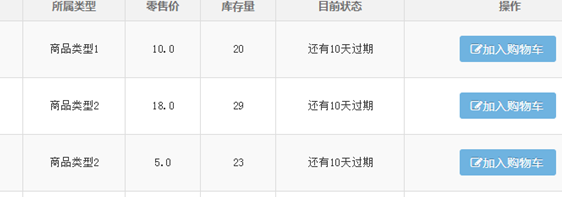 所属类型 零售价 库存量 目前状态 操作
商品类型1 10.0 20 还有10天过期 加入购物车
商品类型2 18.0 29 还有10天过期 加入购物车
商品类型2 5.0 23 还有10天过期 加入购物车